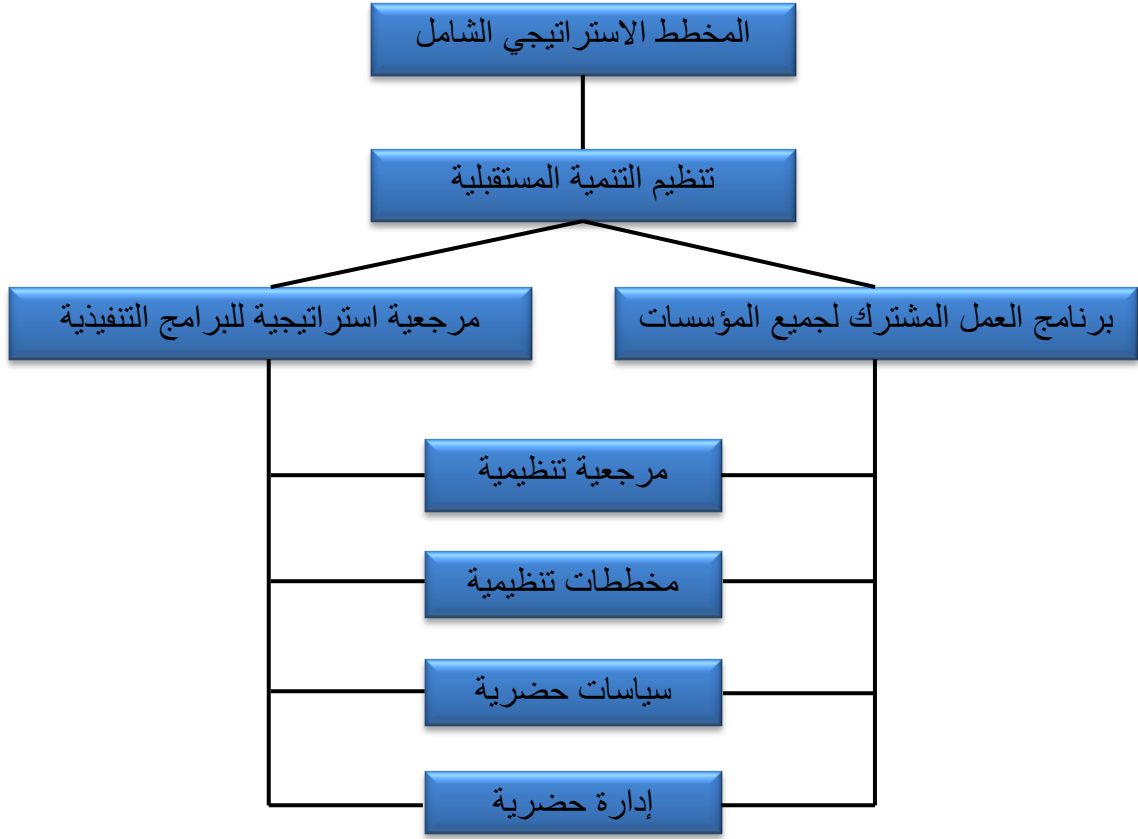 المخطط الاستراتيجي الشامل
تنظيم التنمية المستقبلية
برنامج العمل المشترك لجميع المؤسسات
مرجعية استراتيجية للبرامج التنفيذية
مرجعية تنظيمية
مخططات تنظيمية
سياسات حضرية
إدارة حضرية